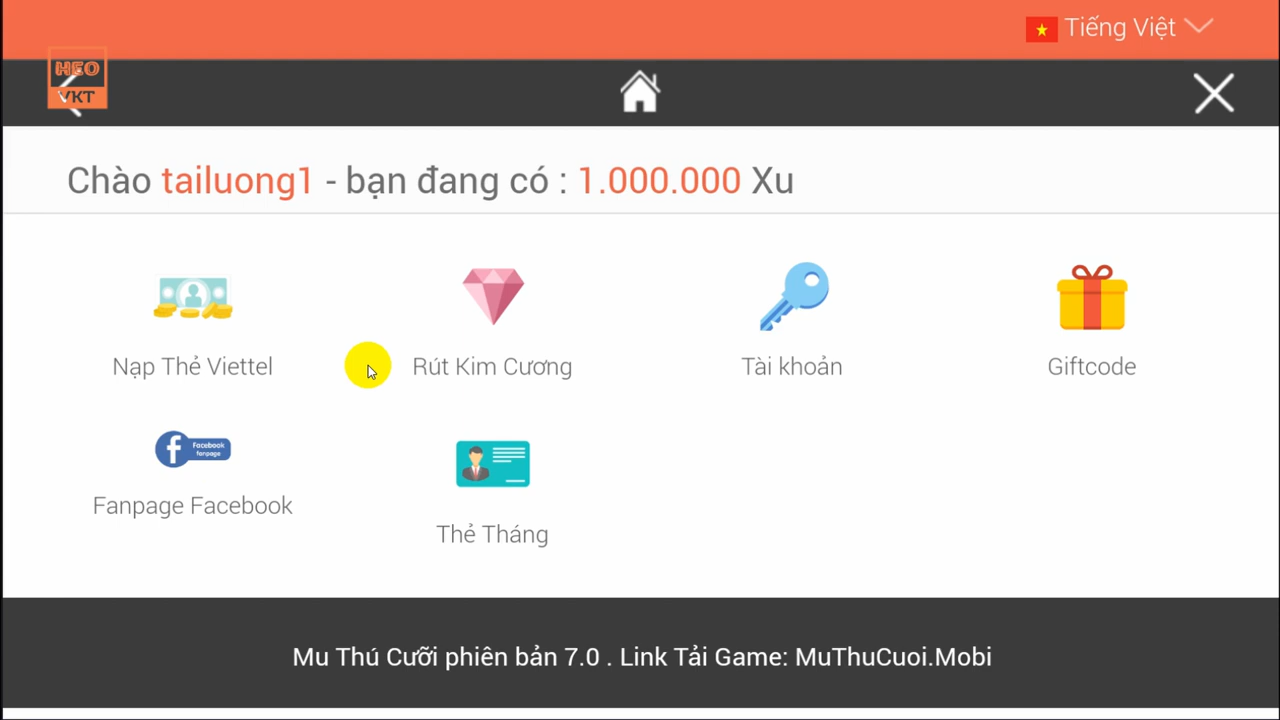 Tiếng Việt
HEO
VKT
Chào tailuong1 - bạn đang có : 1.000.000 Xu
Nạp Thẻ Viettel
Rút Kim Cương
Tài khoản
Giftcode
Facebook
fanpage
Fanpage Facebook
Thẻ Tháng
Mu Thú Cưỡi phiên bản 7.0 . Link Tải Game: MuThuCuoi.Mobi